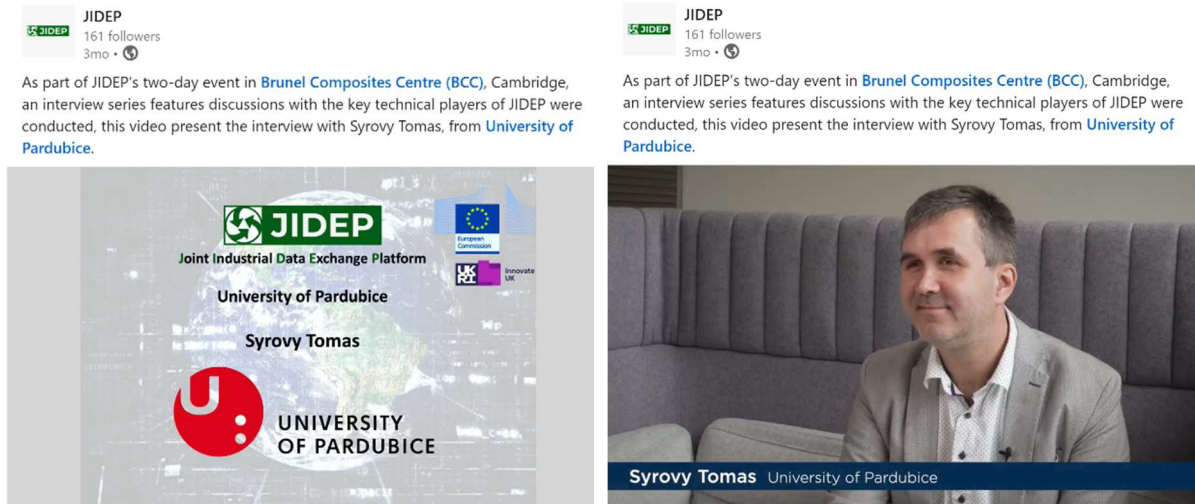 JIDEP
161 followers
3mo •
As part of JIDEP's two-day event in Brunel Composites Centre (BCC), Cambridge,
an interview series features discussions with the key technical players of JIDEP were
conducted, this video present the interview with Syrovy Tomas, from University of
Pardubice.
JIDEP
JIDEP
Joint Industrial Data Exchange Platform
European
Commission
UK
RI
Innovate
UK
University of Pardubice
Syrovy Tomas
UNIVERSITY
OF PARDUBICE
JIDEP
161 followers
3mo •
As part of JIDEP's two-day event in Brunel Composites Centre (BCC), Cambridge,
an interview series features discussions with the key technical players of JIDEP were
conducted, this video present the interview with Syrovy Tomas, from University of
Pardubice.
JIDEP
Syrovy Tomas University of Pardubice